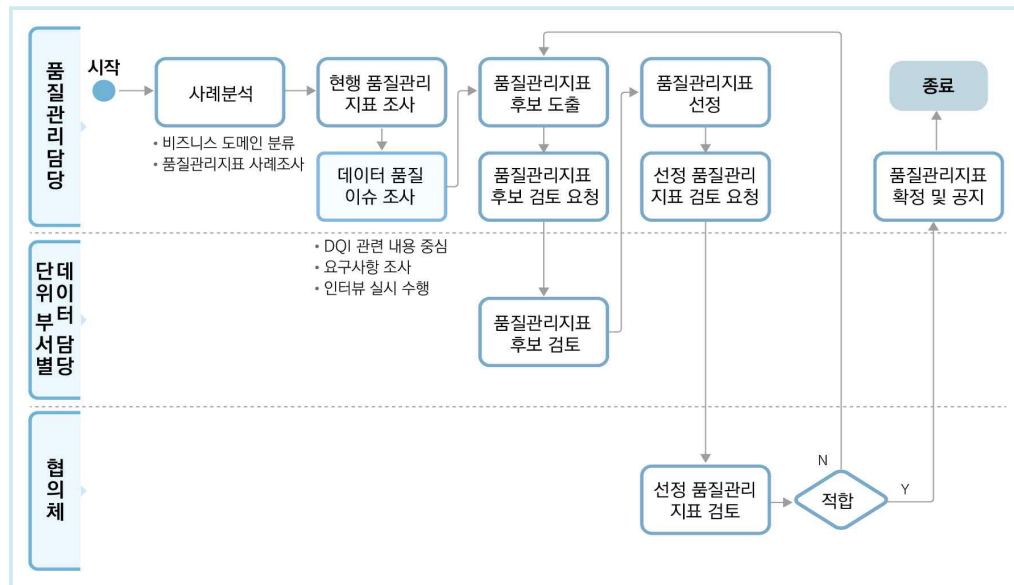 품질관리담당
시작
사례분석
• 비즈니스 도메인 분류
• 품질관리지표 사례조사
현행 품질관리
지표 조사
데이터 품질
이슈 조사
• DQI 관련 내용 중심
• 요구사항 조사
• 인터뷰 실시 수행
품질관리지표
후보 도출
품질관리지표
후보 검토 요청
품질관리지표
선정
선정 품질관리
지표 검토 요청
종료
품질관리지표
확정 및 공지
단위 부서별
데이터 담당
품질관리지표
후보 검토
협의체
선정 품질관리
지표 검토
적합
N
Y